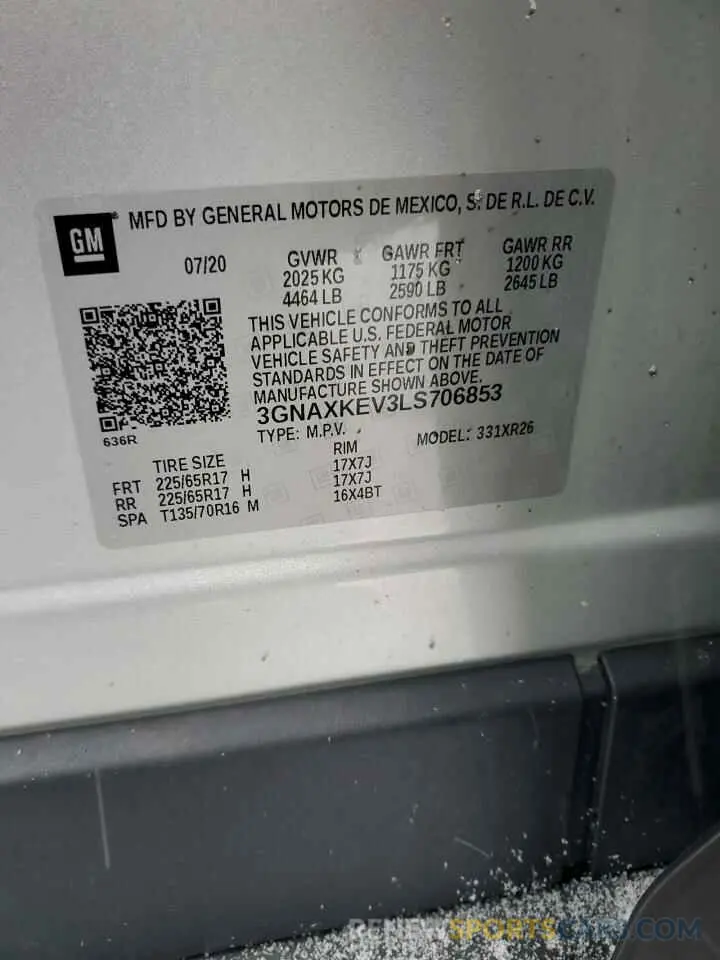 GM ® MFD BY GENERAL MOTORS DE MEXICO, S. DE R.L. DE C.V.
07/20 GVWR GAWR FRT GAWR RR
2025 KG 1175 KG 1200 KG
4464 LB 2590 LB 2645 LB
THIS VEHICLE CONFORMS TO ALL
APPLICABLE U.S. FEDERAL MOTOR
VEHICLE SAFETY AND THEFT PREVENTION
STANDARDS IN EFFECT ON THE DATE OF
MANUFACTURE SHOWN ABOVE.
3GNAXKEV3LS706853
636R
TYPE: M.P.V. MODEL: 331XR26
TIRE SIZE RIM
FRT 225/65R17 H 17X7J
RR 225/65R17 H 17X7J
SPA T135/70R16 M 16X4BT
RENEWSPORTSCARS.COM